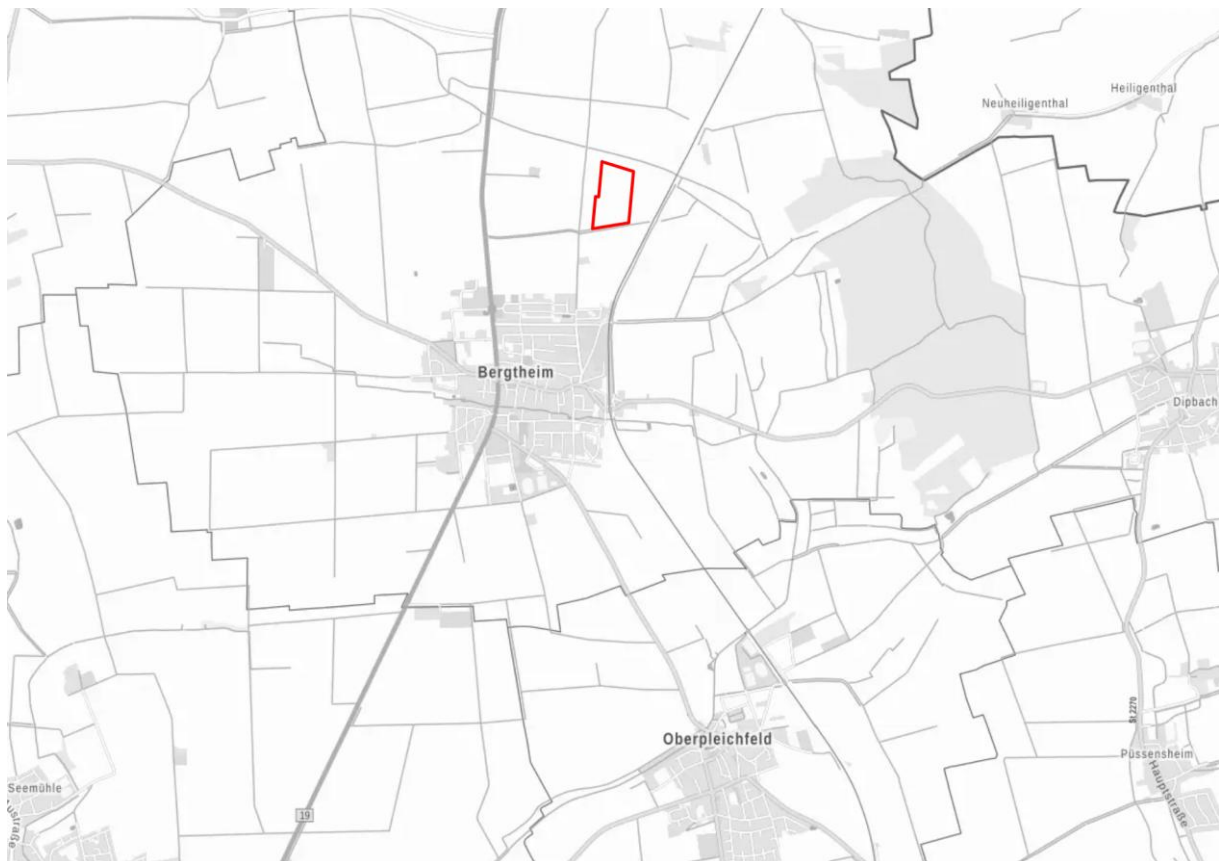 Heiligenthal
Neuheiligenthal
Bergtheim
Dipbach
St 2270
Oberpleichfeld
Püssensheim
Hauptstraße
Seemühle
19